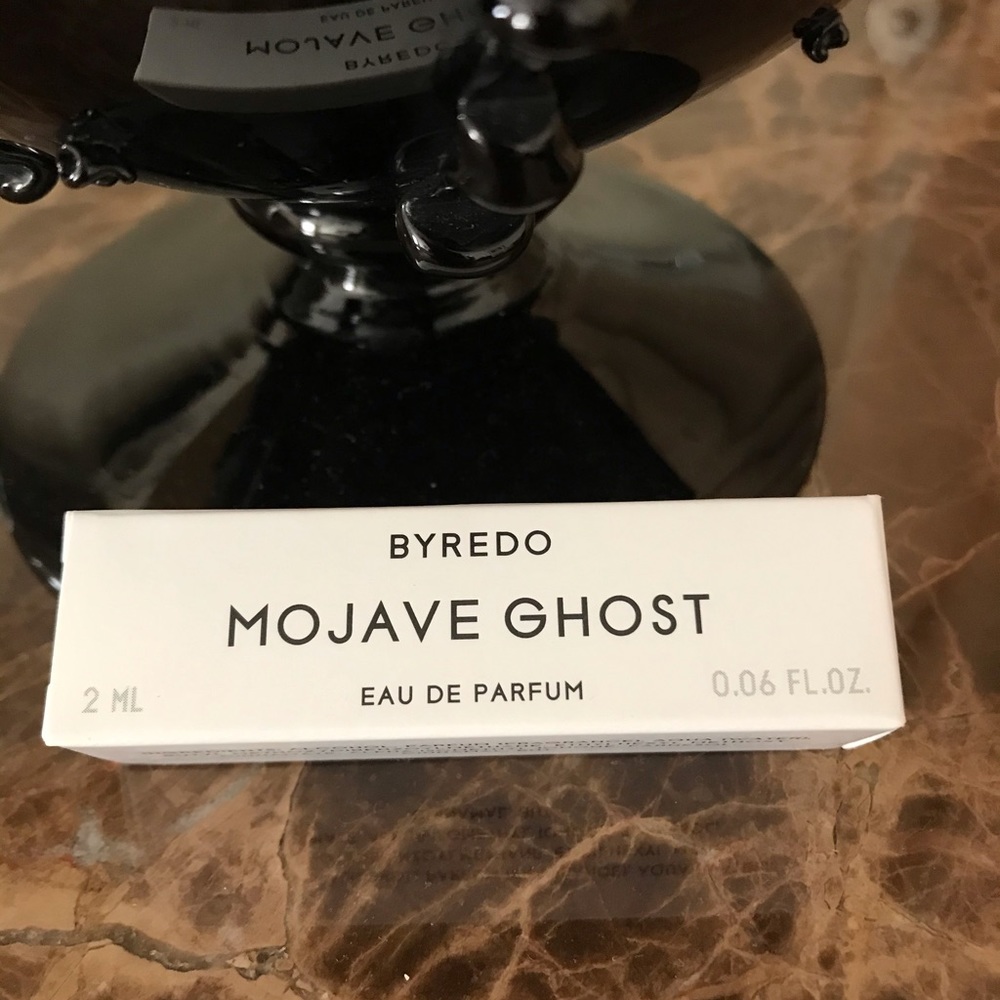 BYREDO
MOJAVE GHOST
2 ML
EAU DE PARFUM
0.06 FL.OZ.